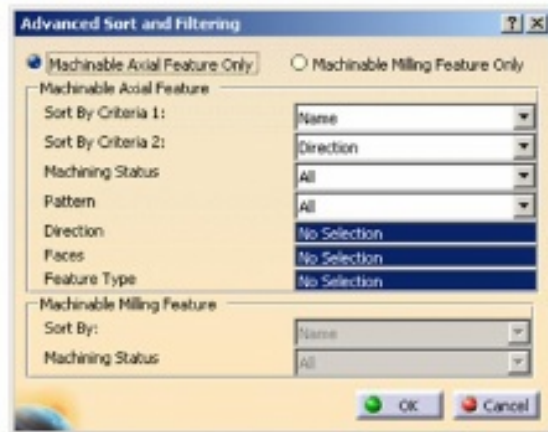 Advanced Sort and Filtering
Machinable Axial Feature Only Machinable Milling Feature Only
Machinable Axial Feature
Sort By Criteria 1: Name
Sort By Criteria 2: Direction
Machining Status All
Pattern All
Direction No Selection
Faces No Selection
Feature Type No Selection
Machinable Milling Feature
Sort By: Name
Machining Status All
OK Cancel